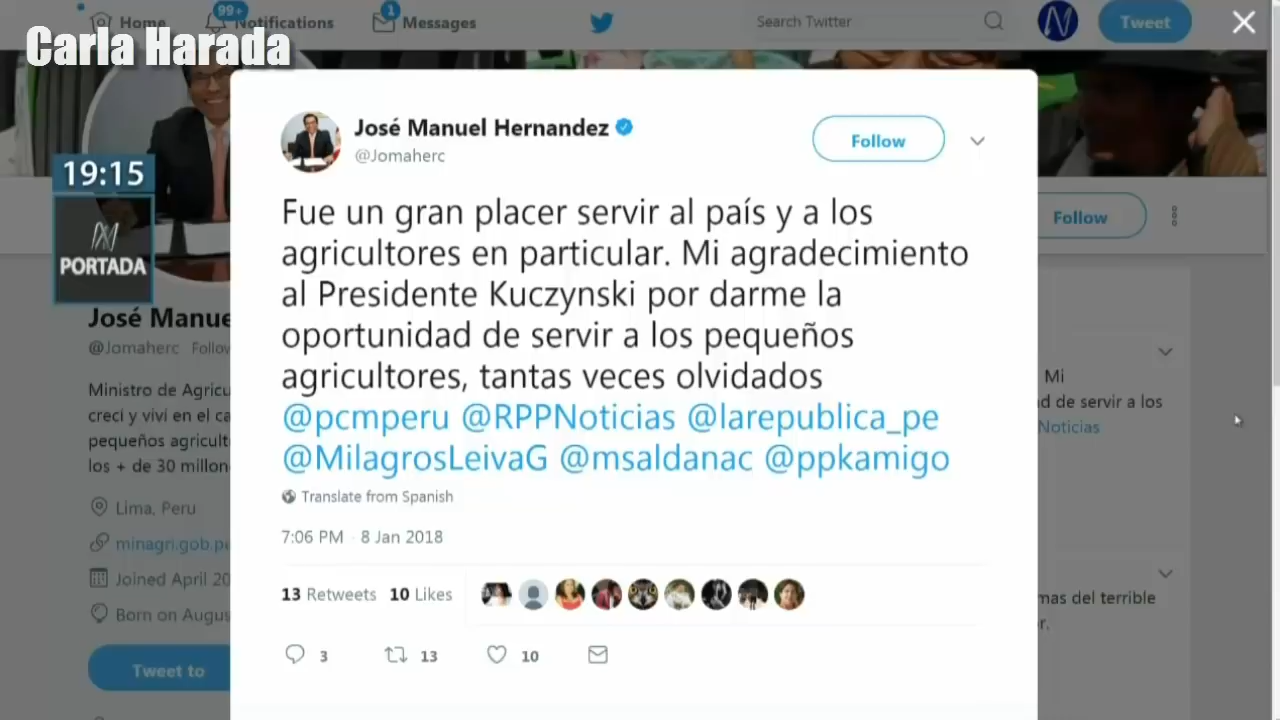 Home
99+
Notifications
1
Messages
Search Twitter
Tweet
Carla Harada
19:15
PORTADA
José Manuel Hernandez
@Jomaherc
Follow
Fue un gran placer servir al país y a los
agricultores en particular. Mi agradecimiento
al Presidente Kuczynski por darme la
oportunidad de servir a los pequeños
agricultores, tantas veces olvidados
@pcmperu @RPPNoticias @larepublica_pe
@MilagrosLeivaG @msaldanac @ppkamigo
Translate from Spanish
7:06 PM · 8 Jan 2018
13 Retweets 10 Likes
3 13 10
José Manue
@Jomaherc Follow
Ministro de Agricu
creci y viví en el ca
pequeños agricult
los + de 30 millon
Lima, Peru
minagri.gob.p
Joined April 20
Born on Augus
Tweet to
Follow
Mi
d de servir a los
Noticias
mas del terrible
r.